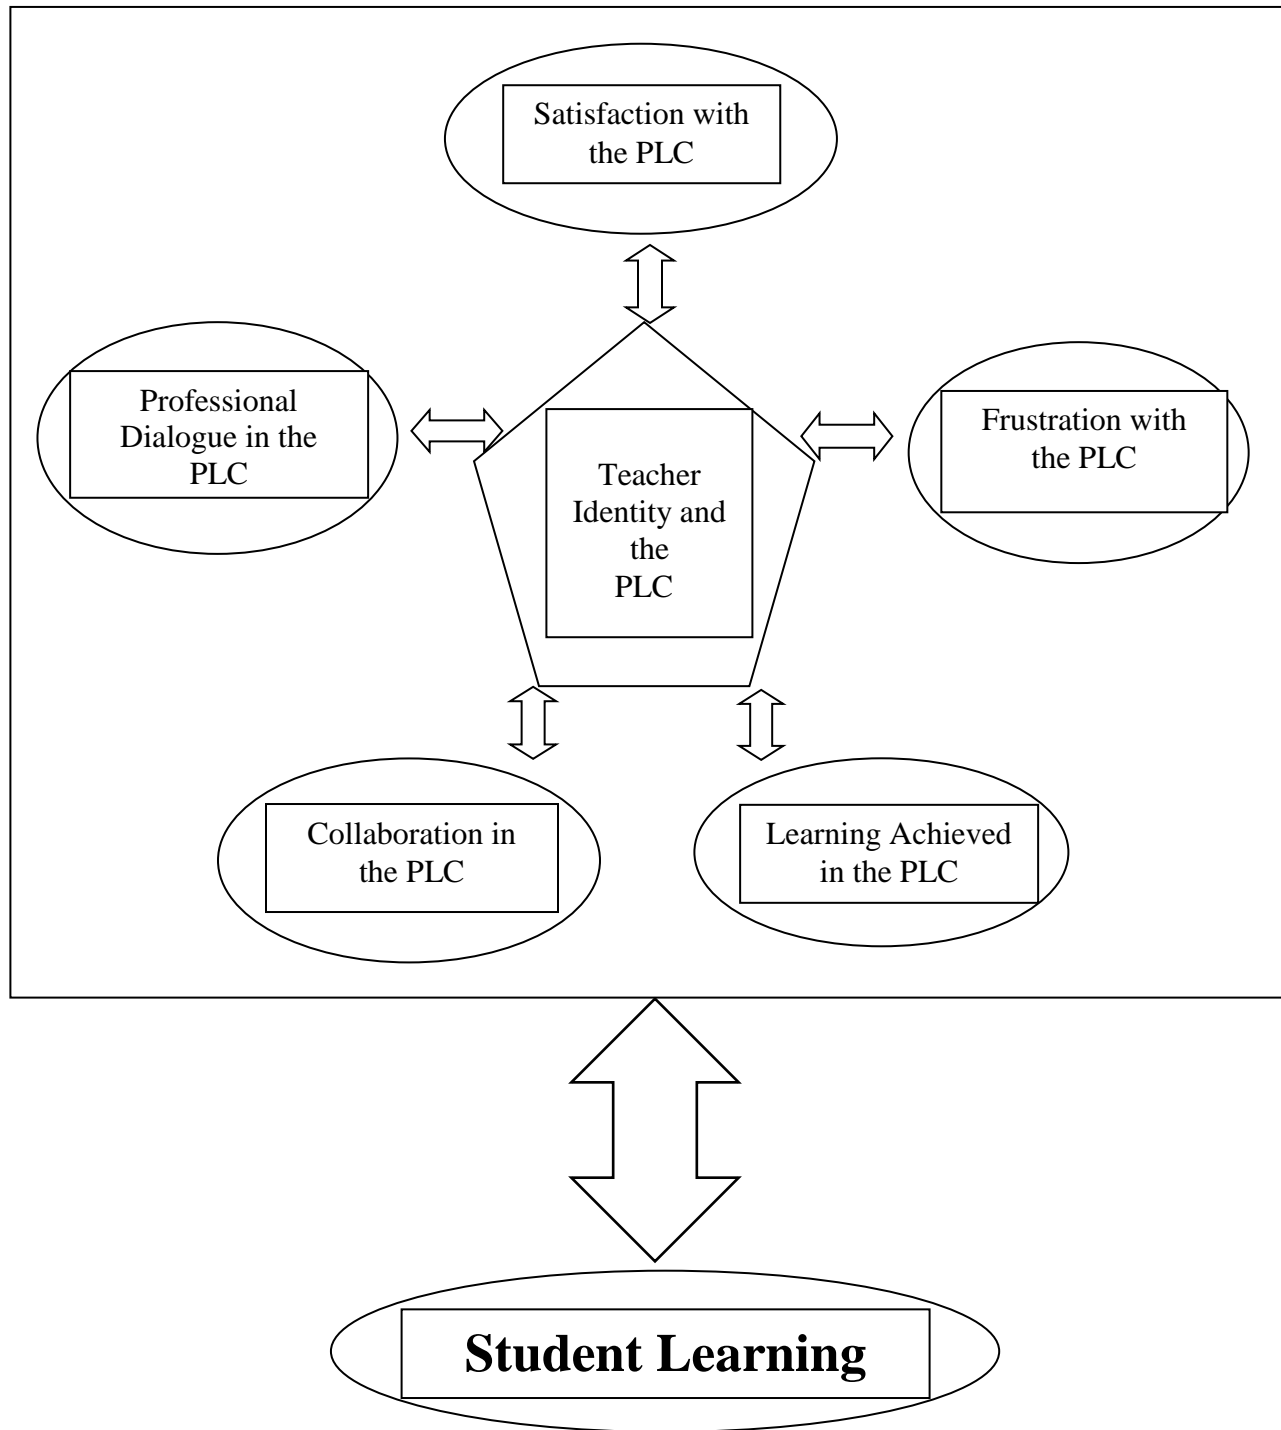 Satisfaction with
the PLC
Professional
Dialogue in the
PLC
Frustration with
the PLC
Teacher
Identity and
the
PLC
Collaboration in
the PLC
Learning Achieved
in the PLC
Student Learning